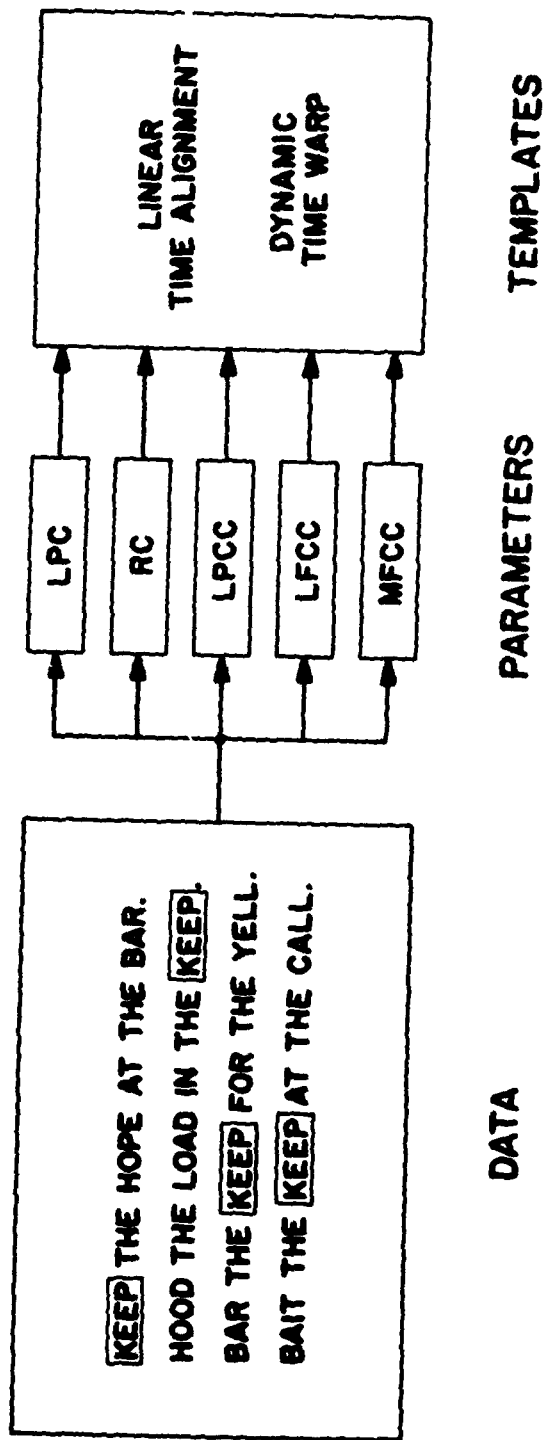 KEEP THE HOPE AT THE BAR.
HOOD THE LOAD IN THE KEEP.
BAR THE KEEP FOR THE YELL.
BAIT THE KEEP AT THE CALL.
DATA
LPC
RC
LPCC
LFCC
MFCC
PARAMETERS
LINEAR
TIME ALIGNMENT
DYNAMIC
TIME WARP
TEMPLATES